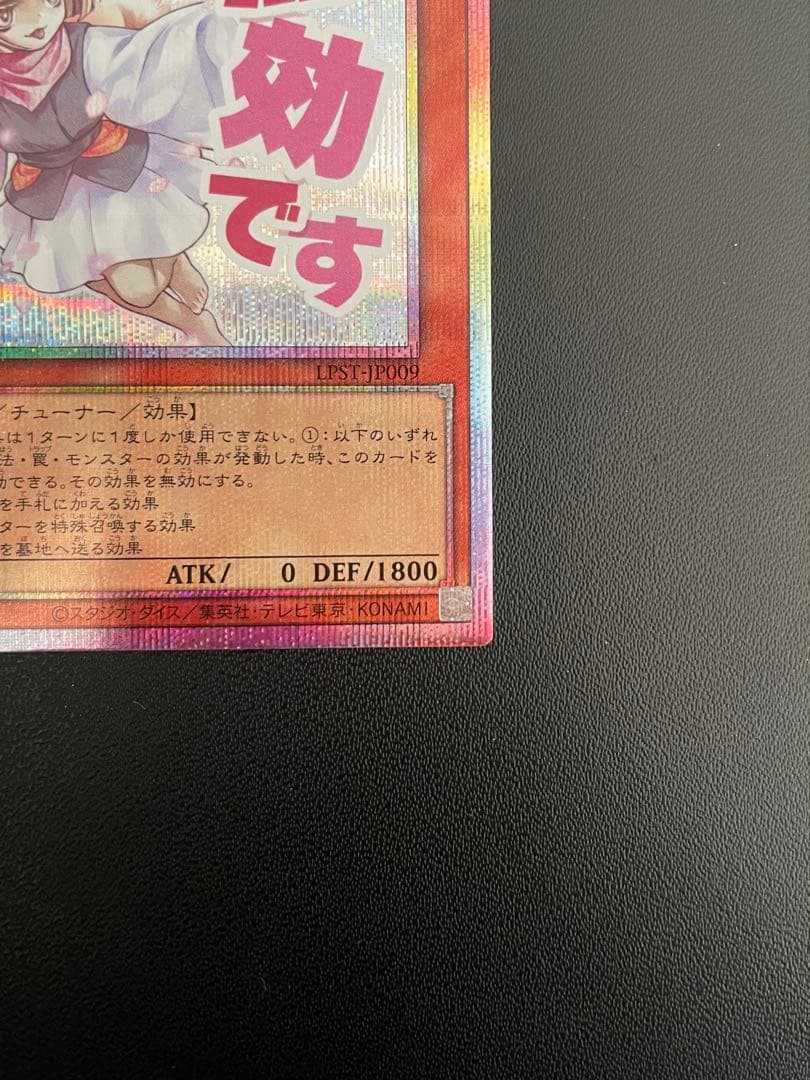 効
です
LPST-JP009
／チューナー／効果】
は１ターンに１度しか使用できない。①：以下のいずれ
法・罠・モンスターの効果が発動した時、このカードを
できる。その効果を無効にする。
を手札に加える効果
ターを特殊召喚する効果
を墓地へ送る効果
ATK/ 0 DEF/1800
©スタジオ・ダイス／集英社・テレビ東京・KONAMI